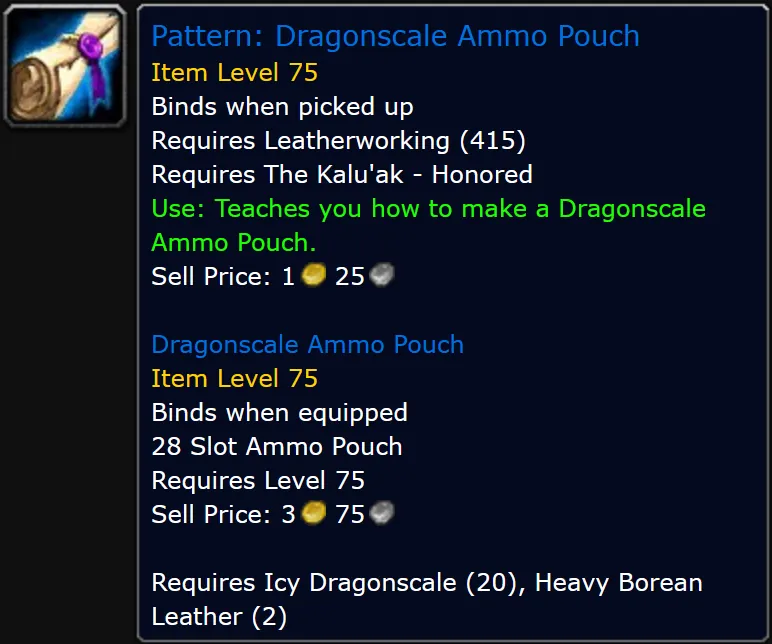 Pattern: Dragonscale Ammo Pouch
Item Level 75
Binds when picked up
Requires Leatherworking (415)
Requires The Kalu'ak - Honored
Use: Teaches you how to make a Dragonscale
Ammo Pouch.
Sell Price: 1 25
Dragonscale Ammo Pouch
Item Level 75
Binds when equipped
28 Slot Ammo Pouch
Requires Level 75
Sell Price: 3 75
Requires Icy Dragonscale (20), Heavy Borean
Leather (2)